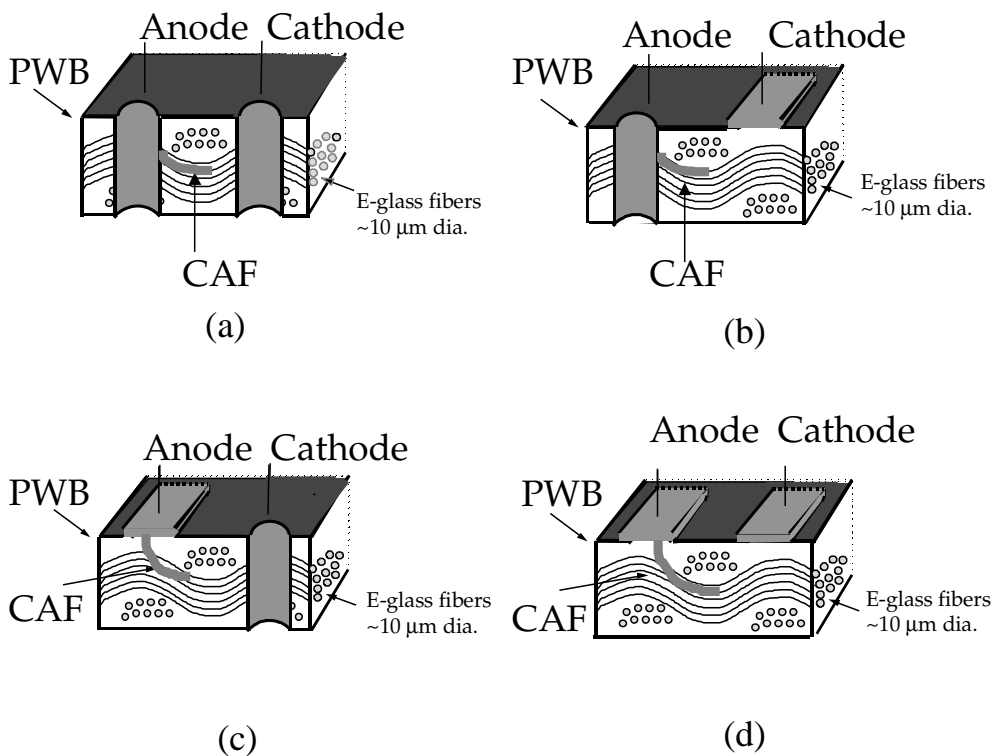 Anode Cathode
PWB
E-glass fibers
~10 μm dia.
CAF
(a)
Anode Cathode
PWB
E-glass fibers
~10 μm dia.
CAF
(b)
Anode Cathode
PWB
CAF
E-glass fibers
~10 μm dia.
(c)
Anode Cathode
PWB
CAF
E-glass fibers
~10 μm dia.
(d)